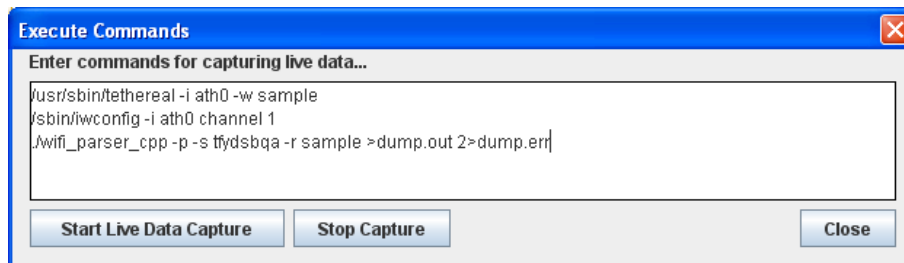 Execute Commands
Enter commands for capturing live data...
/usr/sbin/tethereal -i ath0 -w sample
/sbin/iwconfig -i ath0 channel 1
./wifi_parser_cpp -p -s tfydsbqa -r sample >dump.out 2>dump.err
Start Live Data Capture Stop Capture Close